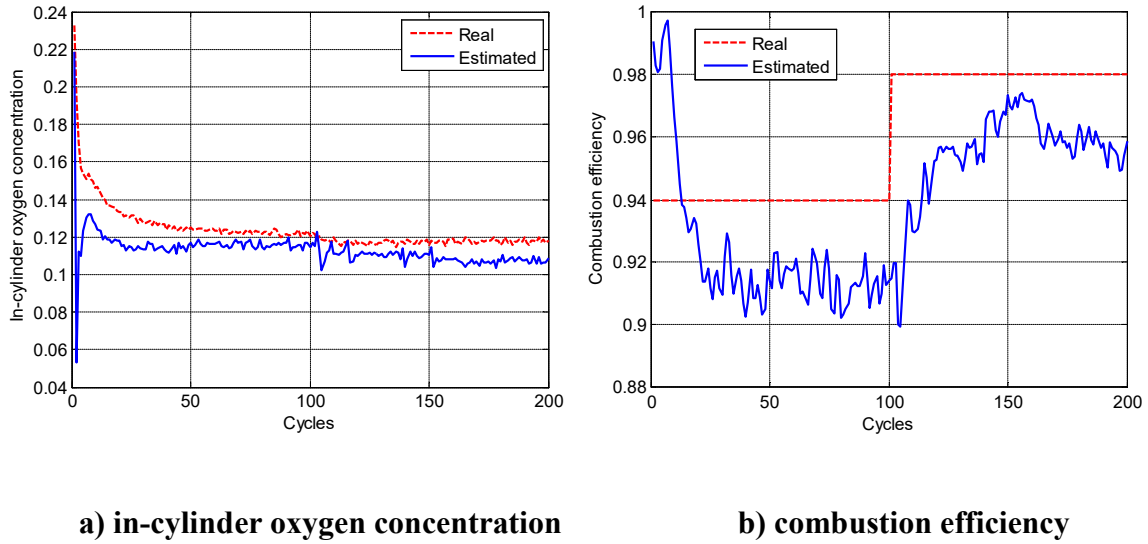 0.24
0.22
0.2
0.18
0.16
0.14
0.12
0.1
0.08
0.06
0.04
In-cylinder oxygen concentration
0 50 100 150 200
Cycles
Real
Estimated
1
0.98
0.96
0.94
0.92
0.9
0.88
Combustion efficiency
0 50 100 150 200
Cycles
Real
Estimated
a) in-cylinder oxygen concentration
b) combustion efficiency